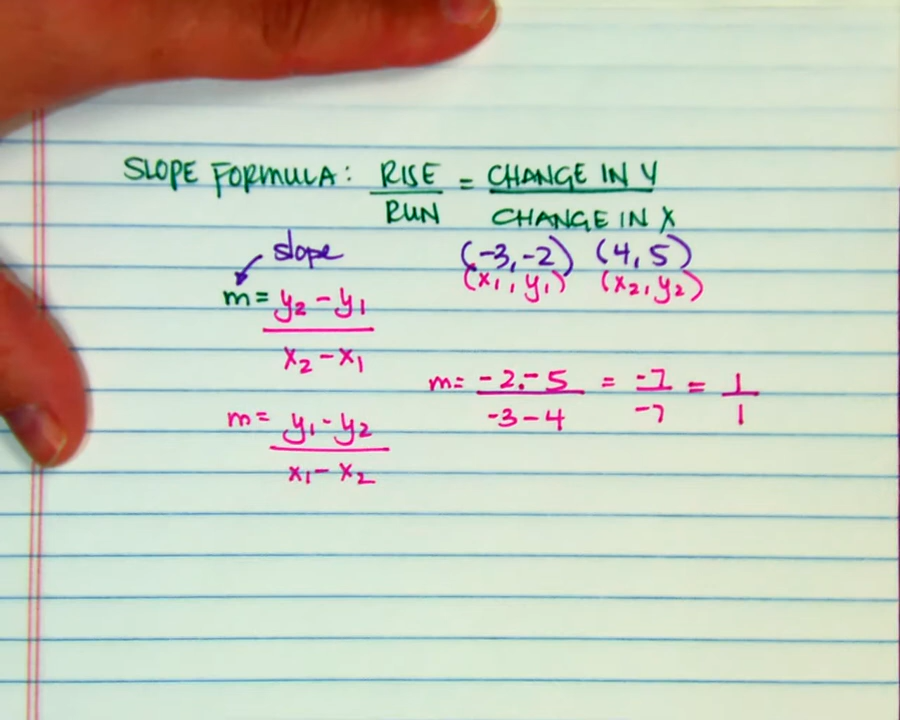 SLOPE FORMULA: RISE = CHANGE IN Y
RUN CHANGE IN X
slope (-3,-2) (4,5)
(x₁, y₁) (x₂, y₂)
m = y₂ - y₁
x₂ - x₁
m = -2 - 5 = -7 = 1
-3 - 4 -7 1
m = y₁ - y₂
x₁ - x₂